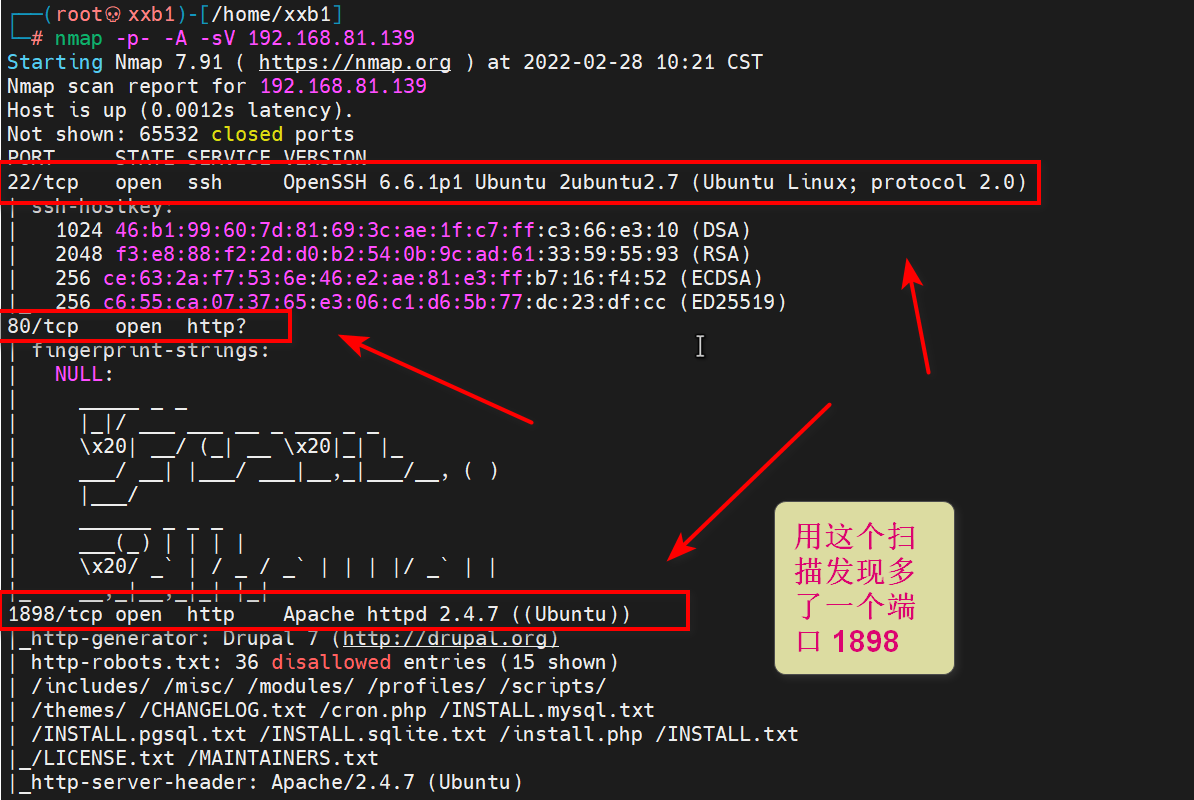 ┌──(root💀xxb1)-[/home/xxb1]
└─# nmap -p- -A -sV 192.168.81.139
Starting Nmap 7.91 ( https://nmap.org ) at 2022-02-28 10:21 CST
Nmap scan report for 192.168.81.139
Host is up (0.0012s latency).
Not shown: 65532 closed ports
PORT     STATE SERVICE VERSION
22/tcp   open  ssh     OpenSSH 6.6.1p1 Ubuntu 2ubuntu2.7 (Ubuntu Linux; protocol 2.0)
| ssh-hostkey:
|   1024 46:b1:99:60:7d:81:69:3c:ae:1f:c7:ff:c3:66:e3:10 (DSA)
|   2048 f3:e8:88:f2:2d:d0:b2:54:0b:9c:ad:61:33:59:55:93 (RSA)
|   256 ce:63:2a:f7:53:6e:46:e2:ae:81:e3:ff:b7:16:f4:52 (ECDSA)
|_  256 c6:55:ca:07:37:65:e3:06:c1:d6:5b:77:dc:23:df:cc (ED25519)
80/tcp   open  http?
| fingerprint-strings:
|   NULL:
|     _____ _ _
|     |_|/ ___ ___ __ _ ___ _ _
|     \x20| __/ (_| __ \x20|_| |_
|     ___/ __| |___/ ___|__,_|___/__, ( )
|     |___/
|     ______ _ _ _
|     ___(_) | | | |
|     \x20/ _` | / _ / _` | | | |/ _` | |
|_    __,_|__,_|_| |_|
1898/tcp open  http    Apache httpd 2.4.7 ((Ubuntu))
|_http-generator: Drupal 7 (http://drupal.org)
| http-robots.txt: 36 disallowed entries (15 shown)
| /includes/ /misc/ /modules/ /profiles/ /scripts/
| /themes/ /CHANGELOG.txt /cron.php /INSTALL.mysql.txt
| /INSTALL.pgsql.txt /INSTALL.sqlite.txt /install.php /INSTALL.txt
|_/LICENSE.txt /MAINTAINERS.txt
|_http-server-header: Apache/2.4.7 (Ubuntu)
用这个扫
描发现多
了一个端
口 1898